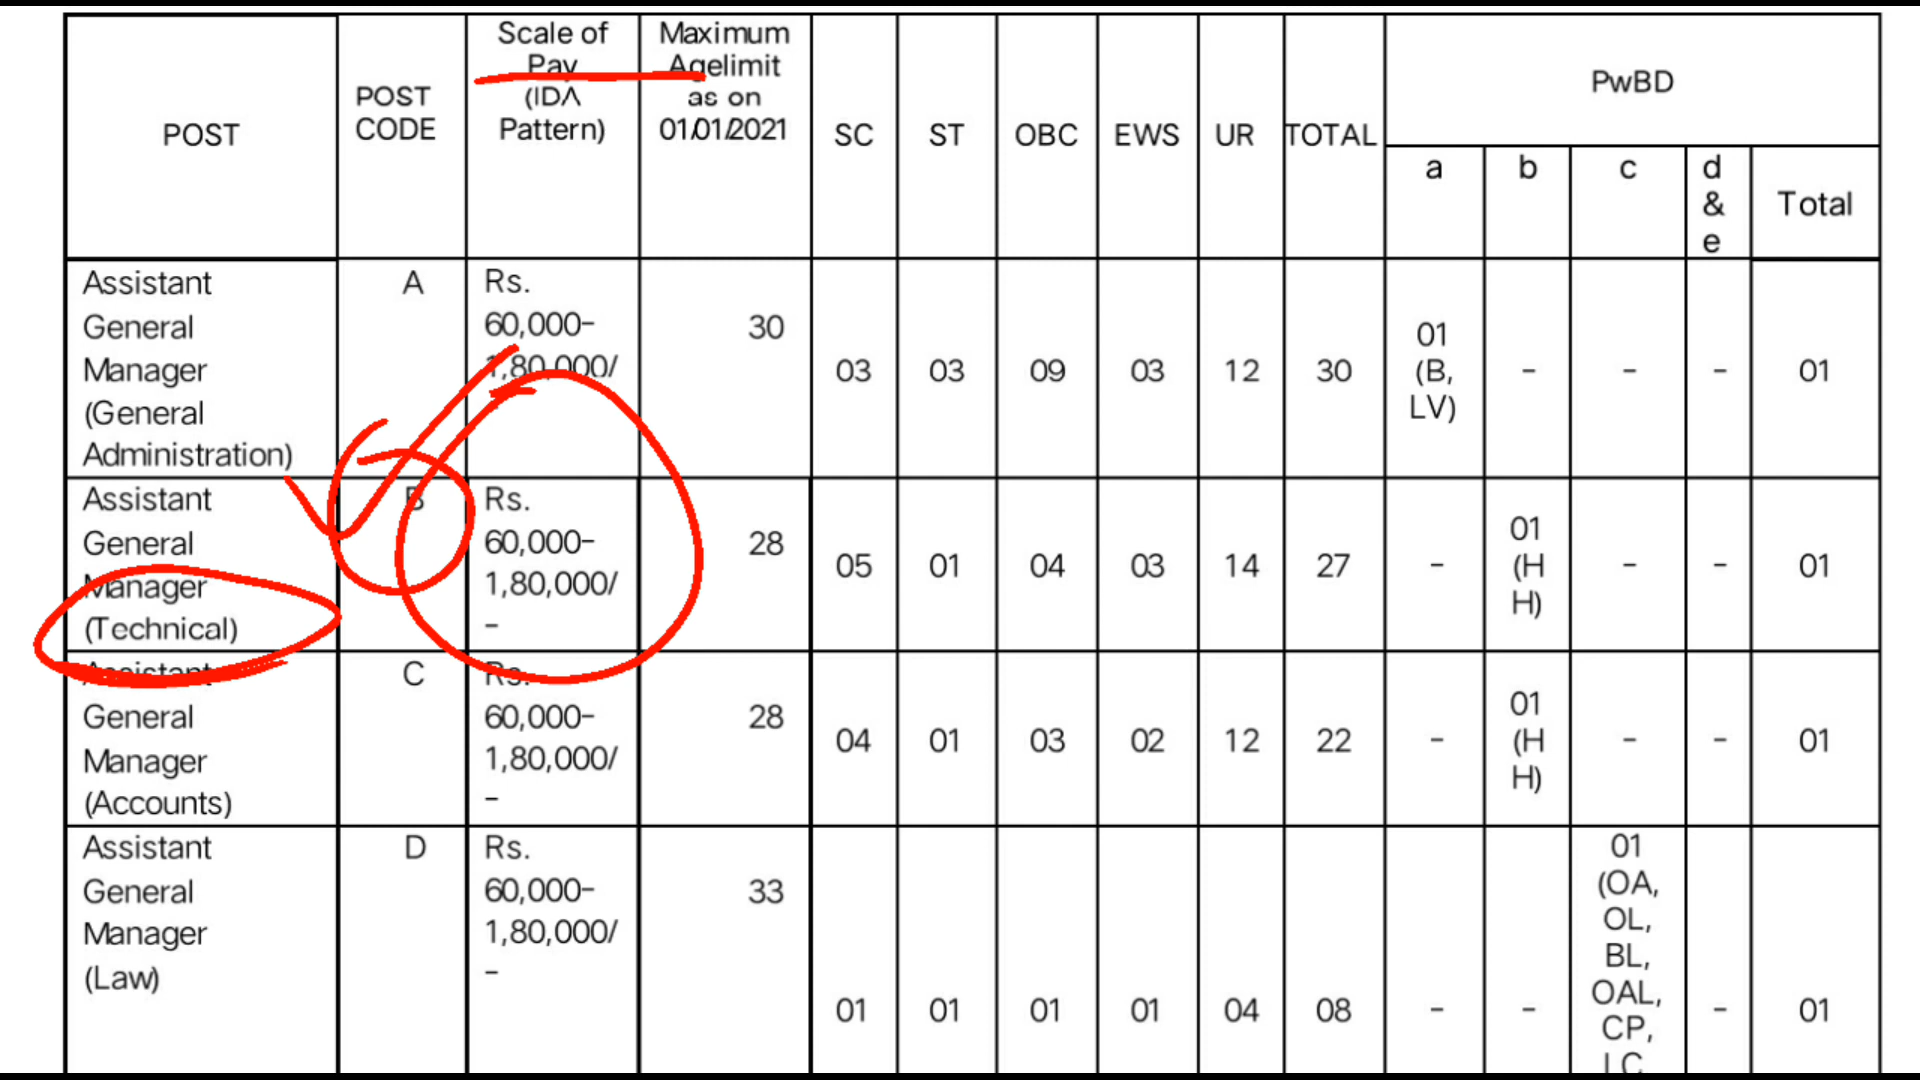 POST
POST
CODE
Scale of
Pay
(IDA
Pattern)
Maximum
Agelimit
as on
01/01/2021
SC
ST
OBC
EWS
UR
TOTAL
PwBD
a
b
c
d
&
e
Total
Assistant
General
Manager
(General
Administration)
A
Rs.
60,000-
1,80,000/
30
03
03
09
03
12
30
01
(B,
LV)
-
-
-
01
Assistant
General
Manager
(Technical)
B
Rs.
60,000-
1,80,000/
-
28
05
01
04
03
14
27
-
01
(H
H)
-
-
01
Assistant
General
Manager
(Accounts)
C
Rs.
60,000-
1,80,000/
-
28
04
01
03
02
12
22
-
01
(H
H)
-
-
01
Assistant
General
Manager
(Law)
D
Rs.
60,000-
1,80,000/
-
33
01
01
01
01
04
08
-
-
01
(OA,
OL,
BL,
OAL,
CP,
LC
-
01